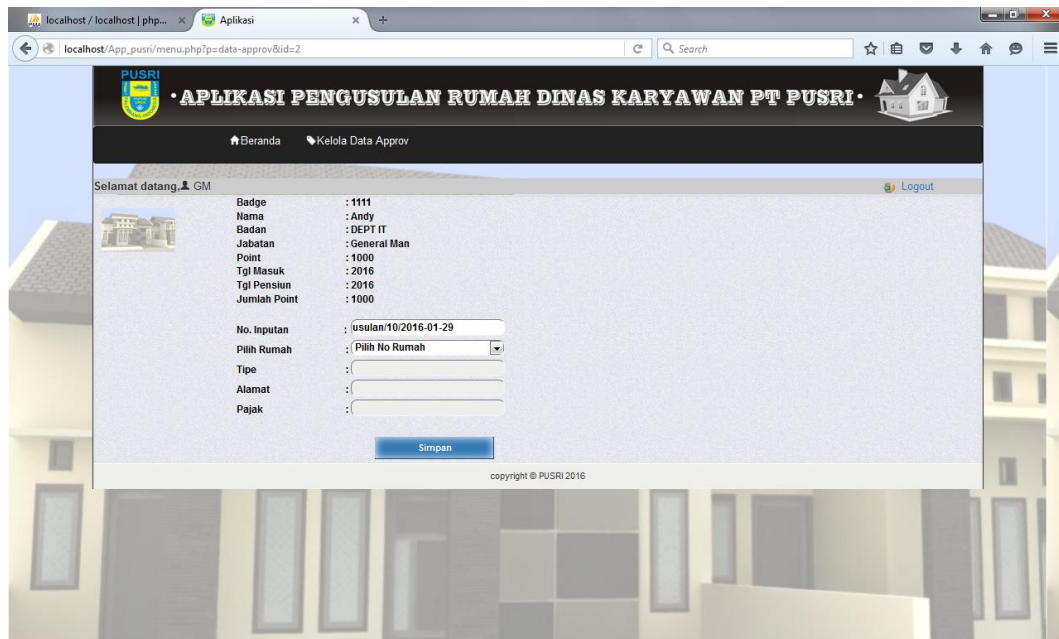 localhost / localhost | php...
Aplikasi
localhost/App_pusri/menu.php?p=data-approv&id=2
Search
PUSRI
• APLIKASI PENGUSULAN RUMAH DINAS KARYAWAN PT PUSRI •
Beranda Kelola Data Approv
Selamat datang, GM Logout
Badge : 1111
Nama : Andy
Badan : DEPT IT
Jabatan : General Man
Point : 1000
Tgl Masuk : 2016
Tgl Pensiun : 2016
Jumlah Point : 1000
No. Inputan : usulan/10/2016-01-29
Pilih Rumah : Pilih No Rumah
Tipe :
Alamat :
Pajak :
Simpan
copyright © PUSRI 2016